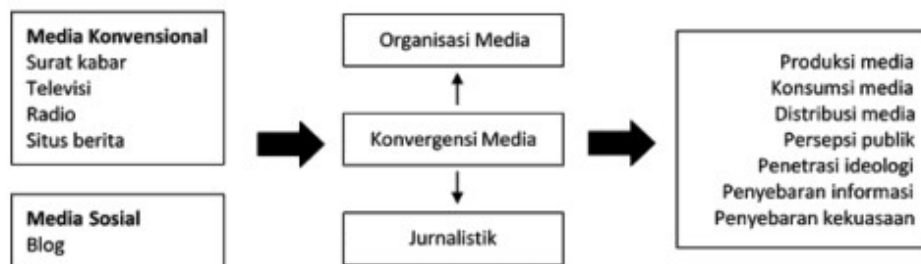 Media Konvensional
Surat kabar
Televisi
Radio
Situs berita
Media Sosial
Blog
Organisasi Media
Konvergensi Media
Jurnalistik
Produksi media
Konsumsi media
Distribusi media
Persepsi publik
Penetrasi ideologi
Penyebaran informasi
Penyebaran kekuasaan